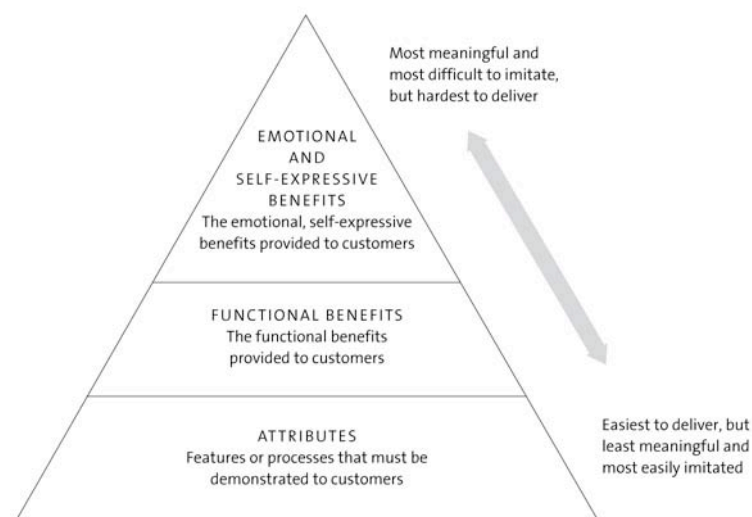 Most meaningful and
most difficult to imitate,
but hardest to deliver
EMOTIONAL
AND
SELF-EXPRESSIVE
BENEFITS
The emotional, self-expressive
benefits provided to customers
FUNCTIONAL BENEFITS
The functional benefits
provided to customers
ATTRIBUTES
Features or processes that must be
demonstrated to customers
Easiest to deliver, but
least meaningful and
most easily imitated